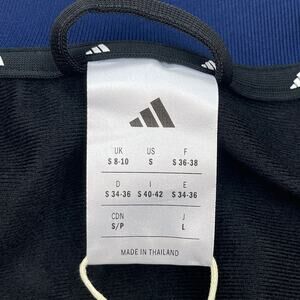 UK US F
S 8-10 S S 36-38
D I E
S 34-36 S 40-42 S 34-36
CDN J
S/P L
MADE IN THAILAND